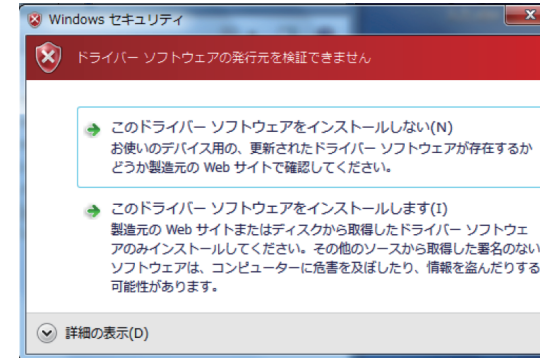 Windows セキュリティ
ドライバー ソフトウェアの発行元を検証できません
このドライバー ソフトウェアをインストールしない(N)
お使いのデバイス用の、更新されたドライバー ソフトウェアが存在するか
どうか製造元の Web サイトで確認してください。
このドライバー ソフトウェアをインストールします(I)
製造元の Web サイトまたはディスクから取得したドライバー ソフトウェ
アのみインストールしてください。その他のソースから取得した署名のない
ソフトウェアは、コンピューターに危害を及ぼしたり、情報を盗んだりする
可能性があります。
詳細の表示(D)